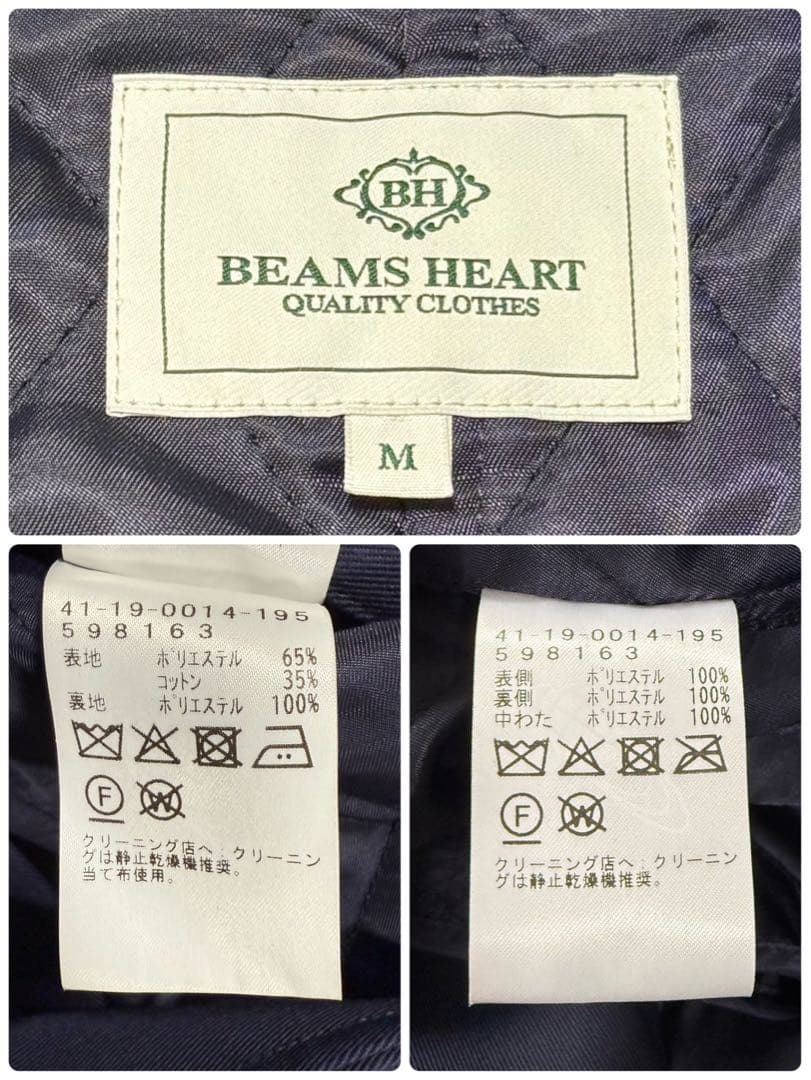 BH
BEAMS HEART
QUALITY CLOTHES
M
41-19-0014-195
598163
表地 ポリエステル 65%
コットン 35%
裏地 ポリエステル 100%
F
W
クリーニング店へ:クリーニン
グは静止乾燥機推奨。
当て布使用。
41-19-0014-195
598163
表側 ポリエステル 100%
裏側 ポリエステル 100%
中わた ポリエステル 100%
F
W
クリーニング店へ:クリーニン
グは静止乾燥機推奨。